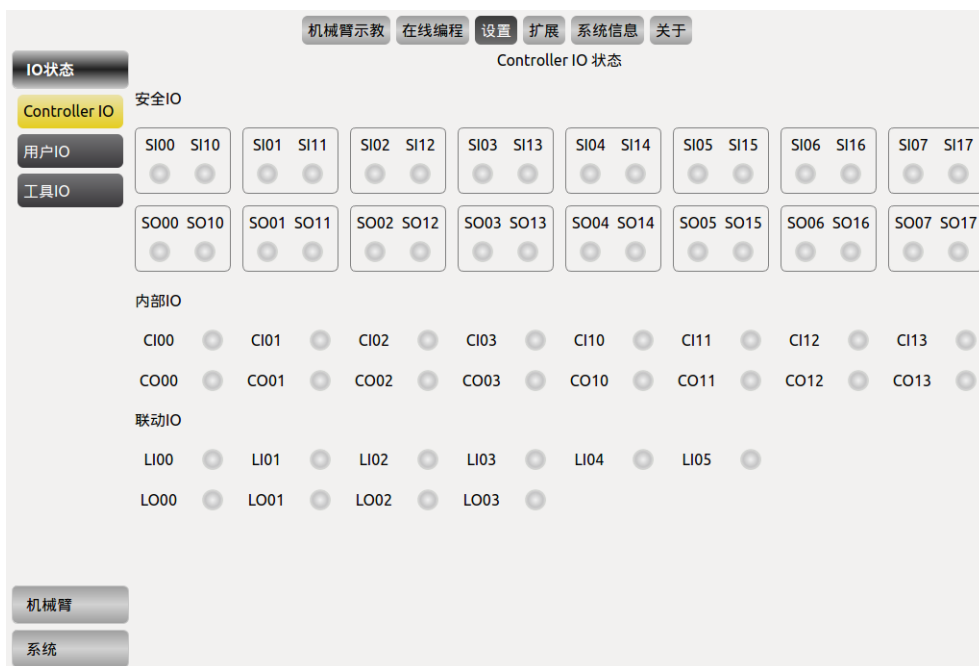 机械臂示教 在线编程 设置 扩展 系统信息 关于
Controller IO 状态
IO状态
Controller IO
用户IO
工具IO
安全IO
SI00 SI10 SI01 SI11 SI02 SI12 SI03 SI13 SI04 SI14 SI05 SI15 SI06 SI16 SI07 SI17
SO00 SO10 SO01 SO11 SO02 SO12 SO03 SO13 SO04 SO14 SO05 SO15 SO06 SO16 SO07 SO17
内部IO
CI00 CI01 CI02 CI03 CI10 CI11 CI12 CI13
CO00 CO01 CO02 CO03 CO10 CO11 CO12 CO13
联动IO
LI00 LI01 LI02 LI03 LI04 LI05
LO00 LO01 LO02 LO03
机械臂
系统